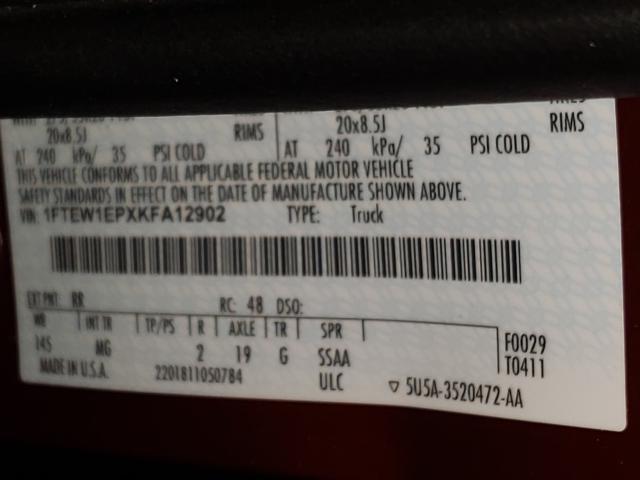 20x8.5J RIMS 20x8.5J RIMS
AT 240 kPa/ 35 PSI COLD AT 240 kPa/ 35 PSI COLD
THIS VEHICLE CONFORMS TO ALL APPLICABLE FEDERAL MOTOR VEHICLE
SAFETY STANDARDS IN EFFECT ON THE DATE OF MANUFACTURE SHOWN ABOVE.
VIN: 1FTEW1EPXKFA12902 TYPE: Truck
EXT PNT: RR RC: 48 DSO:
WB INT TR TP/PS R AXLE TR SPR
145 MG 2 19 G SSAA F0029
T0411
MADE IN U.S.A. 2201811050784 ULC ▽ 5U5A-3520472-AA